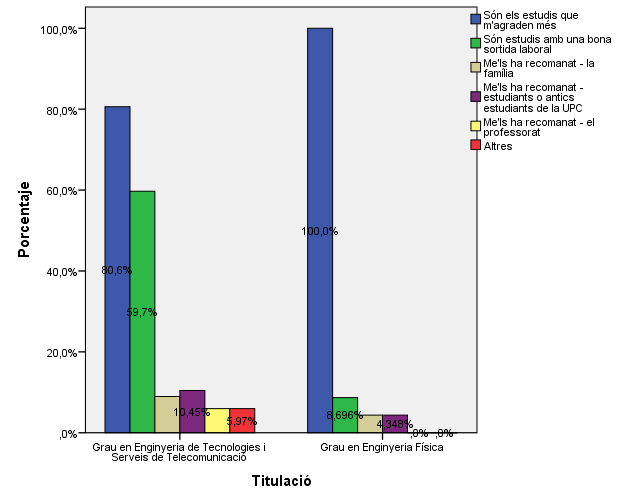 Són els estudis que
m'agraden més
Són estudis amb una bona
sortida laboral
Me'ls ha recomanat - la
família
Me'ls ha recomanat -
estudiants o antics
estudiants de la UPC
Me'ls ha recomanat - el
professorat
Altres
100,0%
80,0%
60,0%
40,0%
20,0%
,0%
Porcentaje
80,6%
59,7%
10,45%
5,97%
100,0%
8,696%
4,348%
,0%
,0%
Grau en Enginyeria de Tecnologies i
Serveis de Telecomunicació
Grau en Enginyeria Física
Titulació